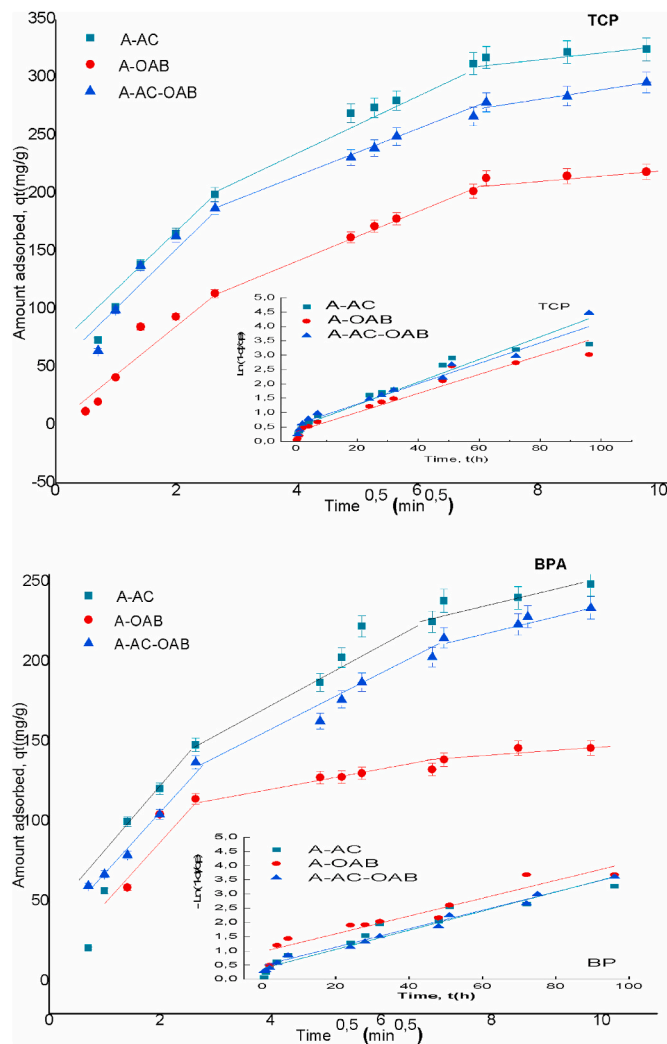 350
TCP
A-AC
A-OAB
A-AC-OAB
300
250
200
150
100
50
0
-50
Amount adsorbed, qt(mg/g)
0 2 4 6 8 10
Time 0,5 (min 0,5)
5,0
4,5
4,0
3,5
3,0
2,5
2,0
1,5
1,0
0,5
0,0
A-AC
A-OAB
A-AC-OAB
TCP
0 20 40 60 80 100
Time, t(h)
BPA
250
A-AC
A-OAB
A-AC-OAB
200
150
100
50
0
Amount adsorbed, qt(mg/g)
0 2 4 6 8 10
Time 0,5 (min 0,5)
5,0
4,5
4,0
3,5
3,0
2,5
2,0
1,5
1,0
0,5
0,0
A-AC
A-OAB
A-AC-OAB
BP
0 20 40 60 80 100
Time, t(h)